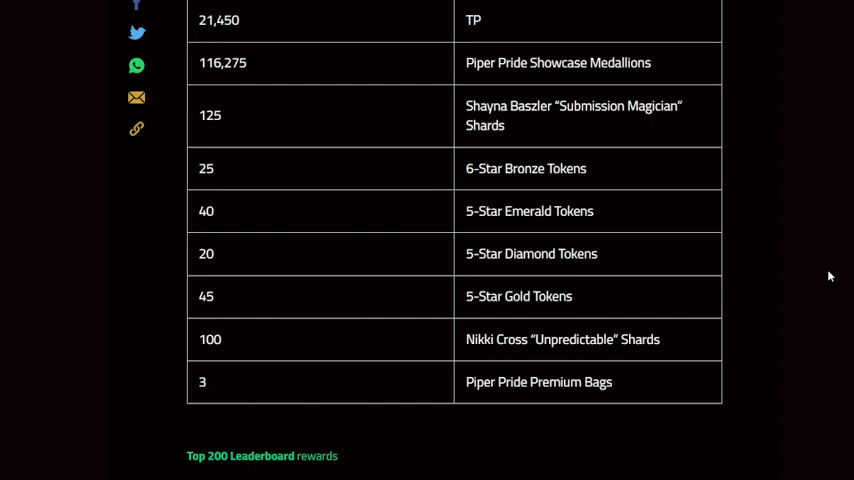 21,450 TP
116,275 Piper Pride Showcase Medallions
125 Shayna Baszler “Submission Magician”
Shards
25 6-Star Bronze Tokens
40 5-Star Emerald Tokens
20 5-Star Diamond Tokens
45 5-Star Gold Tokens
100 Nikki Cross “Unpredictable” Shards
3 Piper Pride Premium Bags
Top 200 Leaderboard rewards